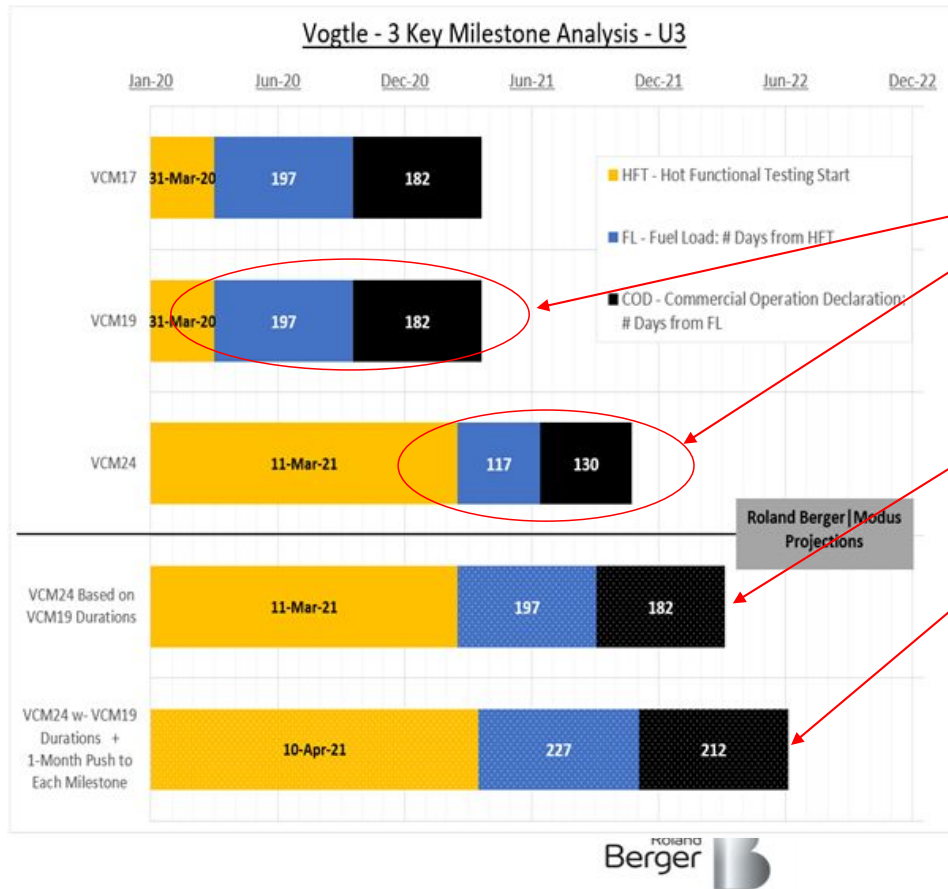 Vogtle - 3 Key Milestone Analysis - U3
Jan-20 Jun-20 Dec-20 Jun-21 Dec-21 Jun-22 Dec-22
VCM17 31-Mar-20 197 182
HFT - Hot Functional Testing Start
FL - Fuel Load: # Days from HFT
COD - Commercial Operation Declaration:
# Days from FL
VCM19 31-Mar-20 197 182
VCM24 11-Mar-21 117 130
Roland Berger|Modus
Projections
VCM24 Based on
VCM19 Durations
11-Mar-21 197 182
VCM24 w- VCM19
Durations +
1-Month Push to
Each Milestone
10-Apr-21 227 212
Roland
Berger
B